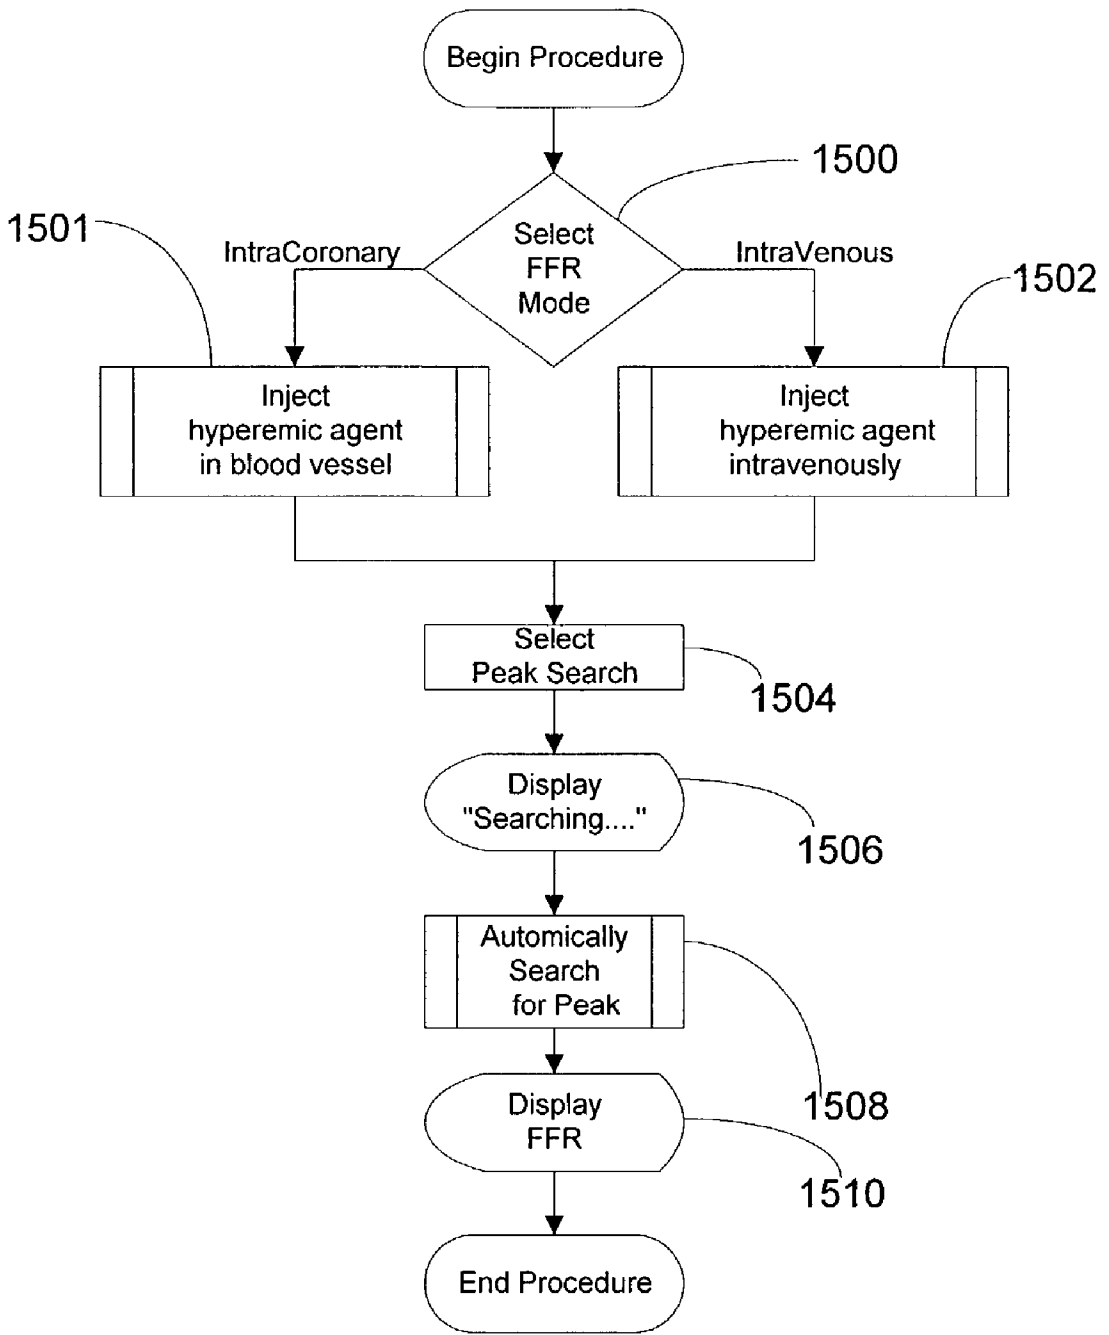 Begin Procedure
1500
1501
Select
FFR
Mode
IntraCoronary
IntraVenous
1502
Inject
hyperemic agent
in blood vessel
Inject
hyperemic agent
intravenously
Select
Peak Search
1504
Display
"Searching...."
1506
Automically
Search
for Peak
1508
Display
FFR
1510
End Procedure